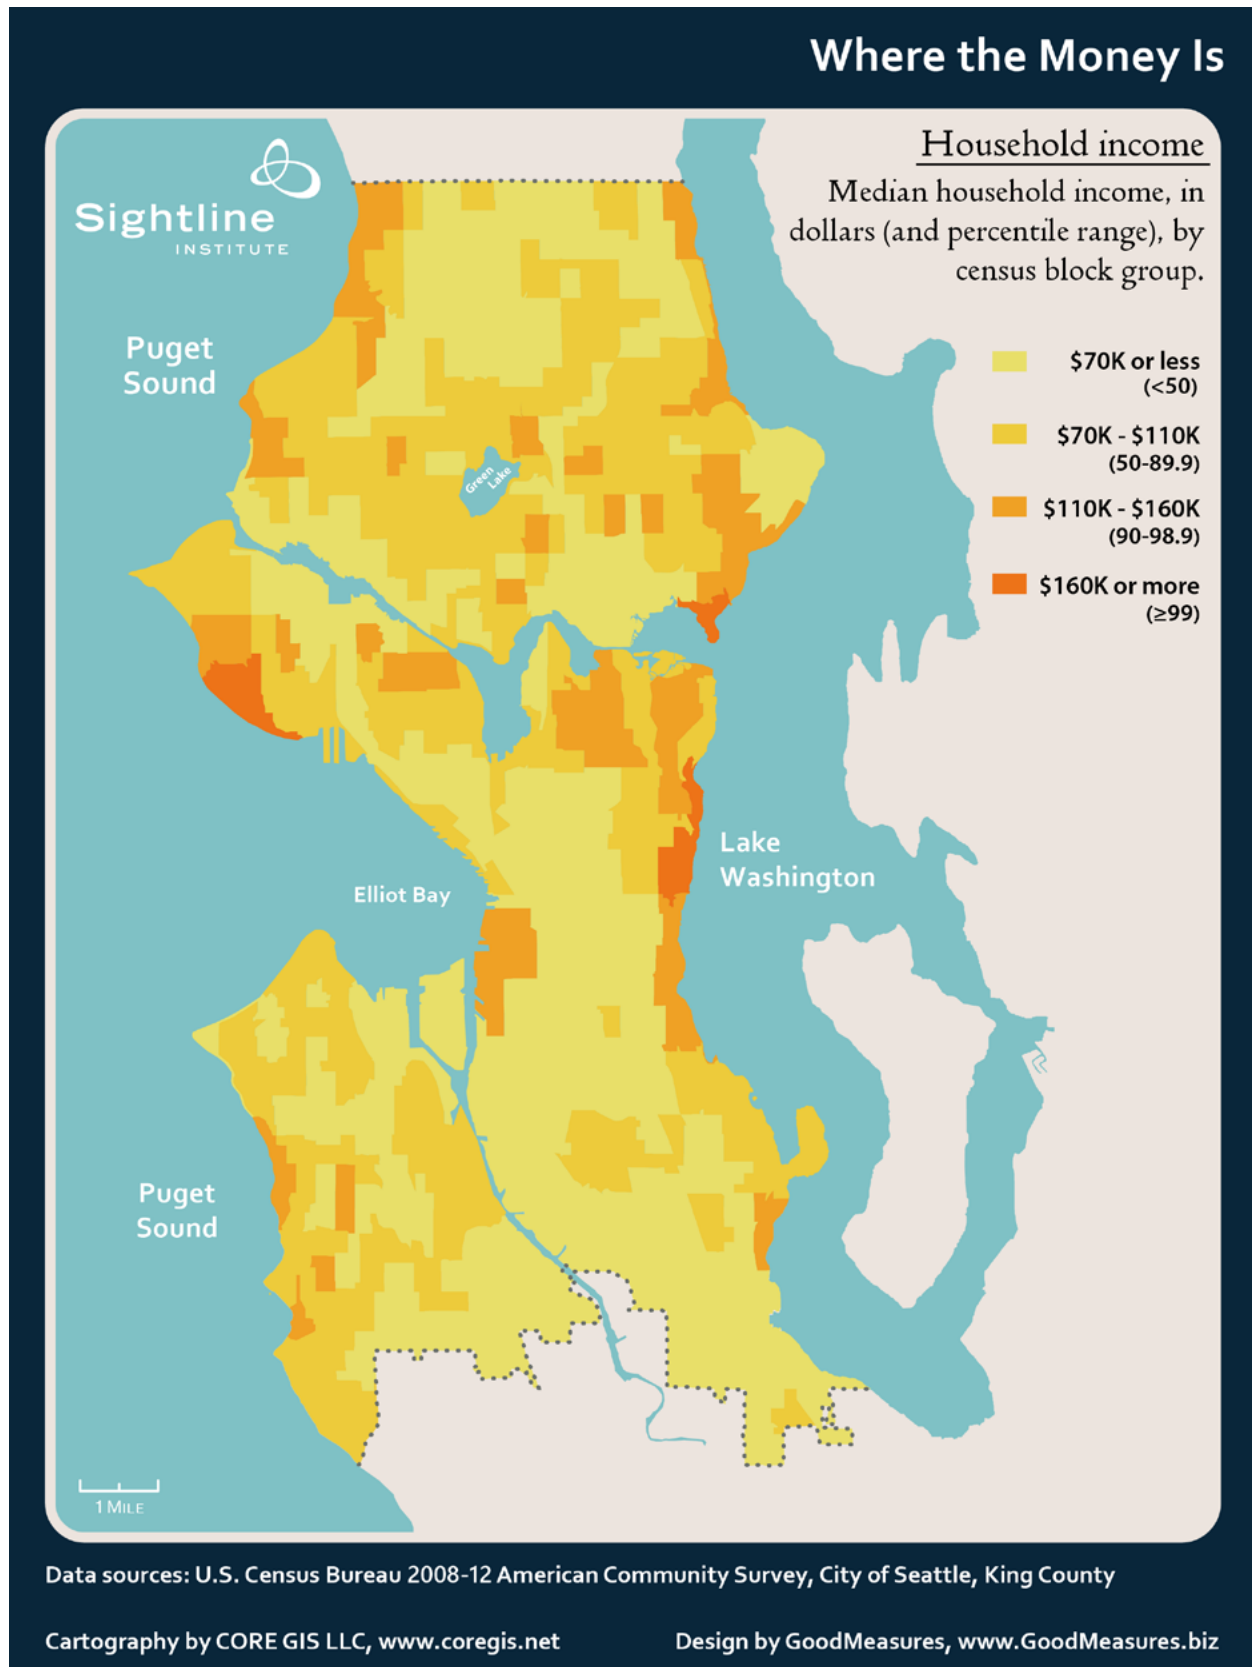 Where the Money Is
Sightline
INSTITUTE
Household income
Median household income, in
dollars (and percentile range), by
census block group.
$70K or less
(<50)
$70K - $110K
(50-89.9)
$110K - $160K
(90-98.9)
$160K or more
(≥99)
Puget
Sound
Green
Lake
Lake
Washington
Elliot Bay
Puget
Sound
1 MILE
Data sources: U.S. Census Bureau 2008-12 American Community Survey, City of Seattle, King County
Cartography by CORE GIS LLC, www.coregis.net
Design by GoodMeasures, www.GoodMeasures.biz